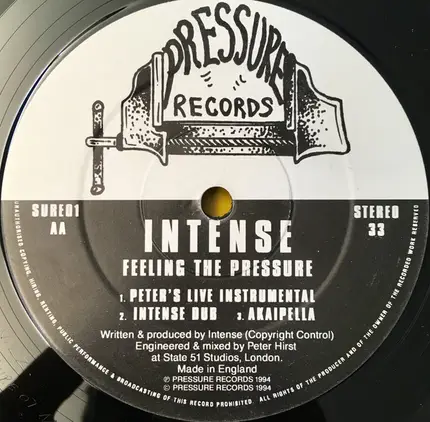 PRESSURE
RECORDS
SURE01
AA
STEREO
33
INTENSE
FEELING THE PRESSURE
1. PETER'S LIVE INSTRUMENTAL
2. INTENSE DUB 3. AKAIPELLA
Written & produced by Intense (Copyright Control)
Engineered & mixed by Peter Hirst
at State 51 Studios, London.
Made in England
℗ PRESSURE RECORDS 1994
© PRESSURE RECORDS 1994
UNAUTHORISED COPYING, HIRING, RENTING, PUBLIC PERFORMANCE & BROADCASTING OF THIS RECORD PROHIBITED. ALL RIGHTS OF THE PRODUCER AND OF THE OWNER OF THE RECORDED WORK RESERVED